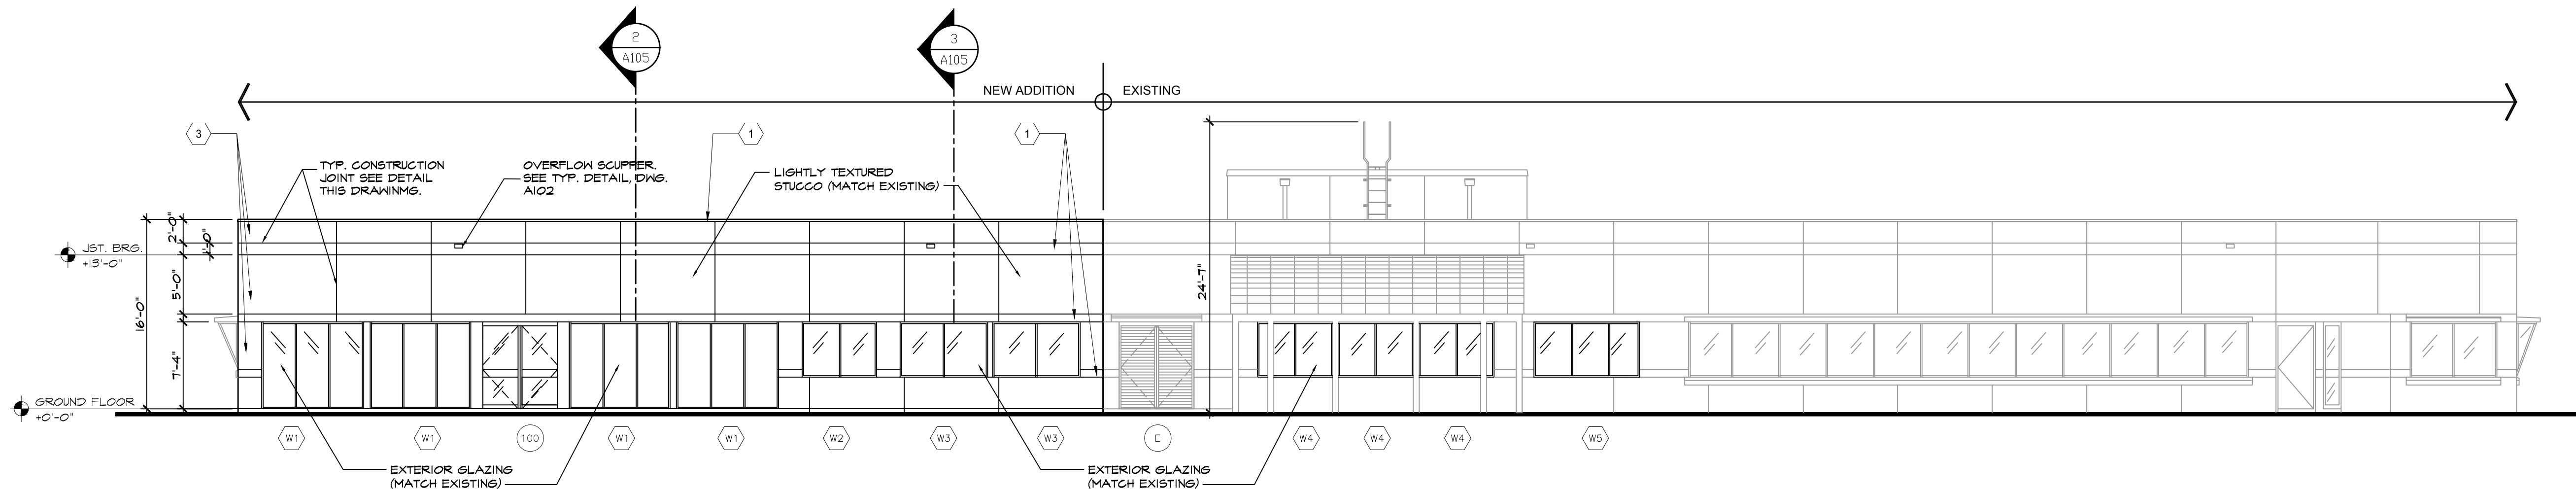 2
A105
3
A105
NEW ADDITION
EXISTING
3
1
1
TYP. CONSTRUCTION
JOINT SEE DETAIL
THIS DRAWINMG.
OVERFLOW SCUPPER.
SEE TYP. DETAIL, DWG.
A102
LIGHTLY TEXTURED
STUCCO (MATCH EXISTING)
2'-0"
1'-0"
JST. BRG.
+13'-0"
5'-0"
16'-0"
24'-7"
7'-4"
GROUND FLOOR
+0'-0"
W1
W1
100
W1
W1
W2
W3
W3
E
W4
W4
W4
W5
EXTERIOR GLAZING
(MATCH EXISTING)
EXTERIOR GLAZING
(MATCH EXISTING)